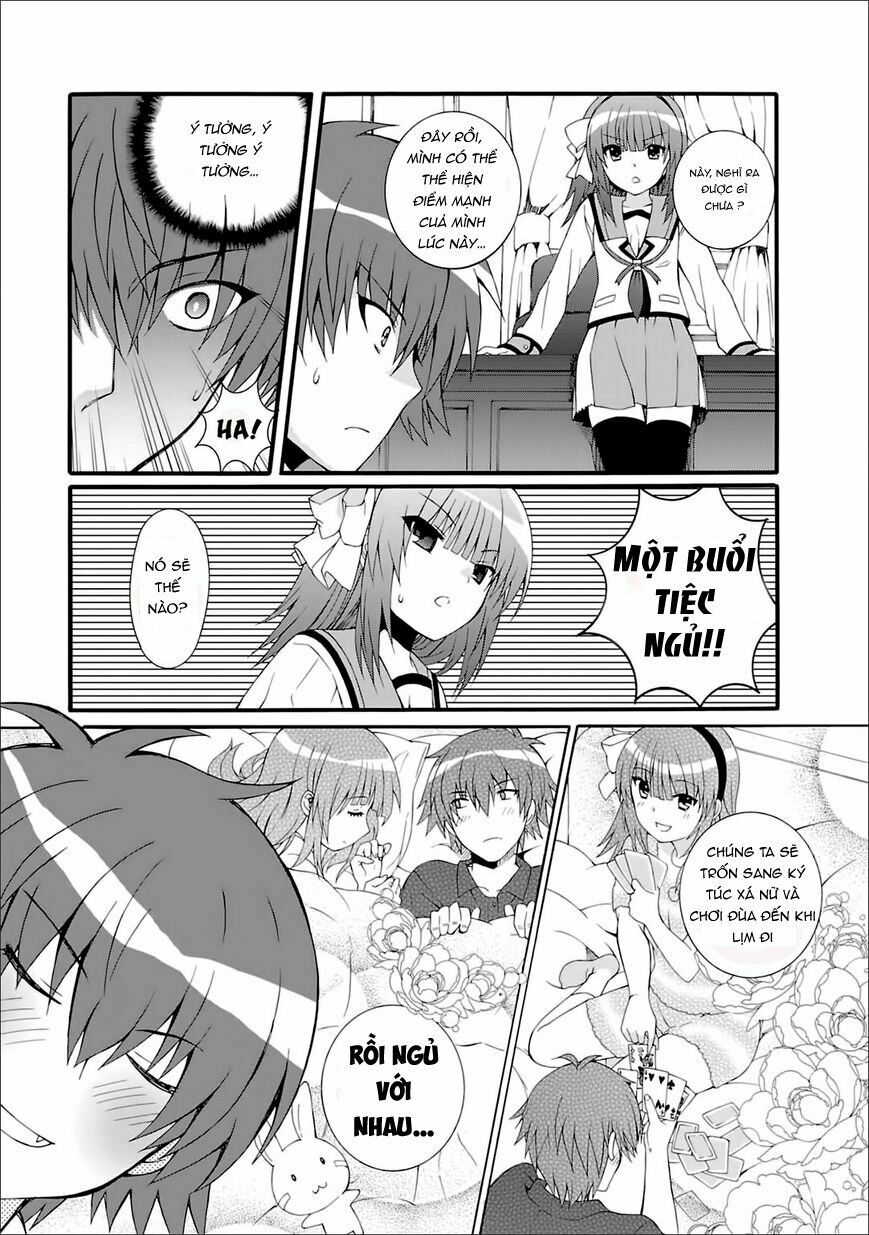 NÀY, NGHĨ RA
ĐƯỢC GÌ
CHƯA ?
ĐÂY RỒI,
MÌNH CÓ THỂ
THỂ HIỆN
ĐIỂM MẠNH
CUẢ MÌNH
LÚC NÀY...
Ý TƯỞNG, Ý
TƯỞNG Ý
TƯỞNG...
HA!
MỘT BUỔI
TIỆC
NGỦ!!
NÓ SẼ
THẾ
NÀO?
CHÚNG TA SẼ
TRỐN SANG KÝ
TÚC XÁ NỮ VÀ
CHƠI ĐÙA ĐẾN KHI
LỊM ĐI
RỒI NGỦ
VỚI
NHAU...